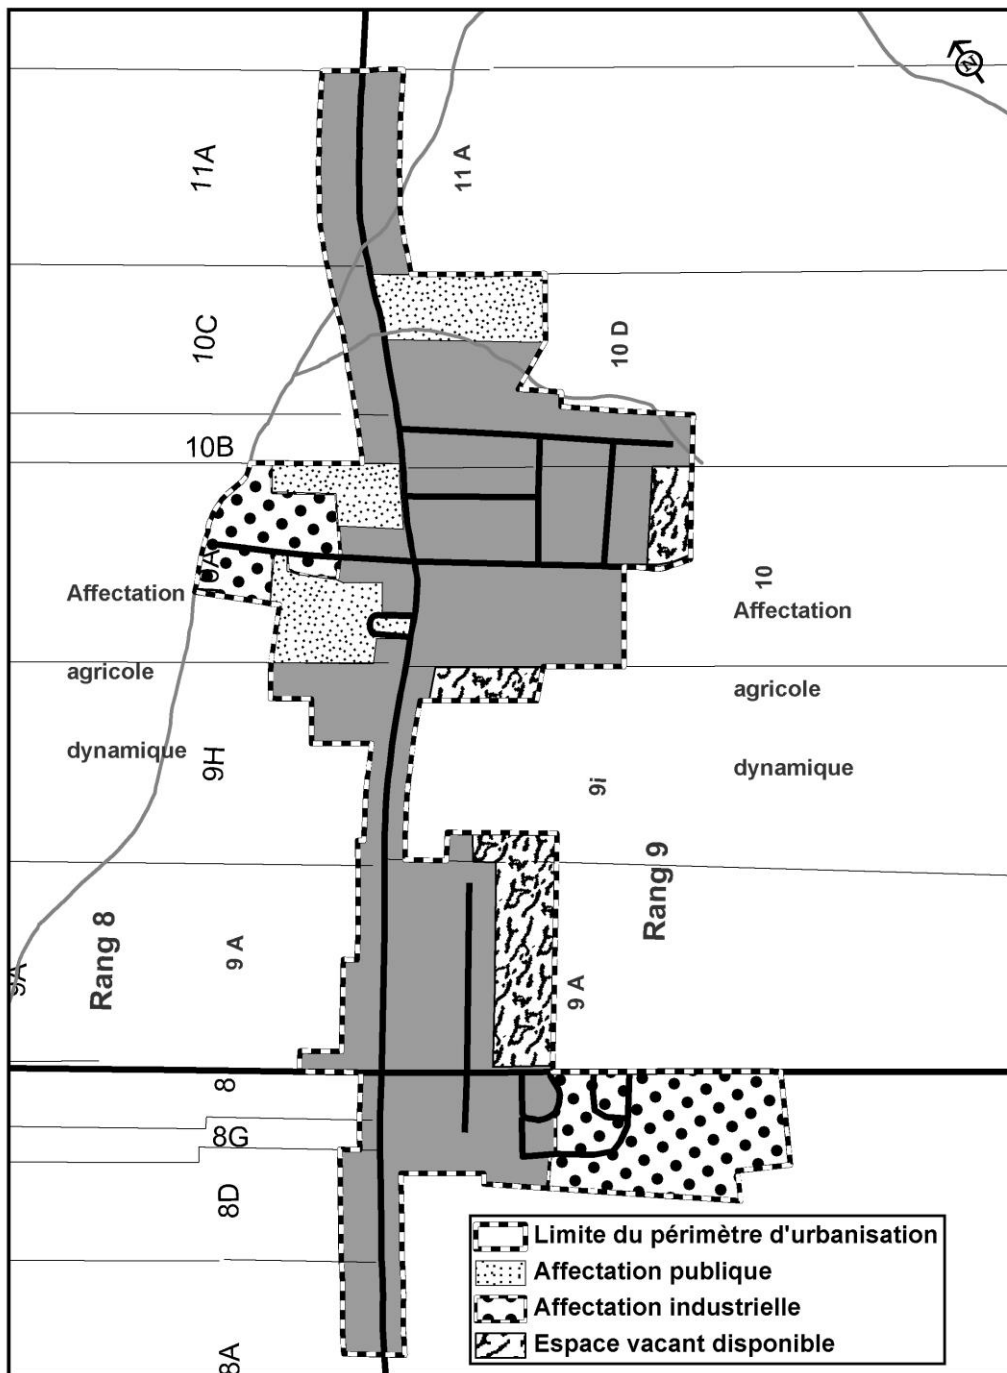 N
11A
11 A
10C
10 D
10B
10
Affectation
agricole
dynamique
Affectation
agricole
dynamique
9H
9i
Rang 9
Rang 8
9 A
9 A
9A
8
8G
8D
8A
Limite du périmètre d'urbanisation
Affectation publique
Affectation industrielle
Espace vacant disponible